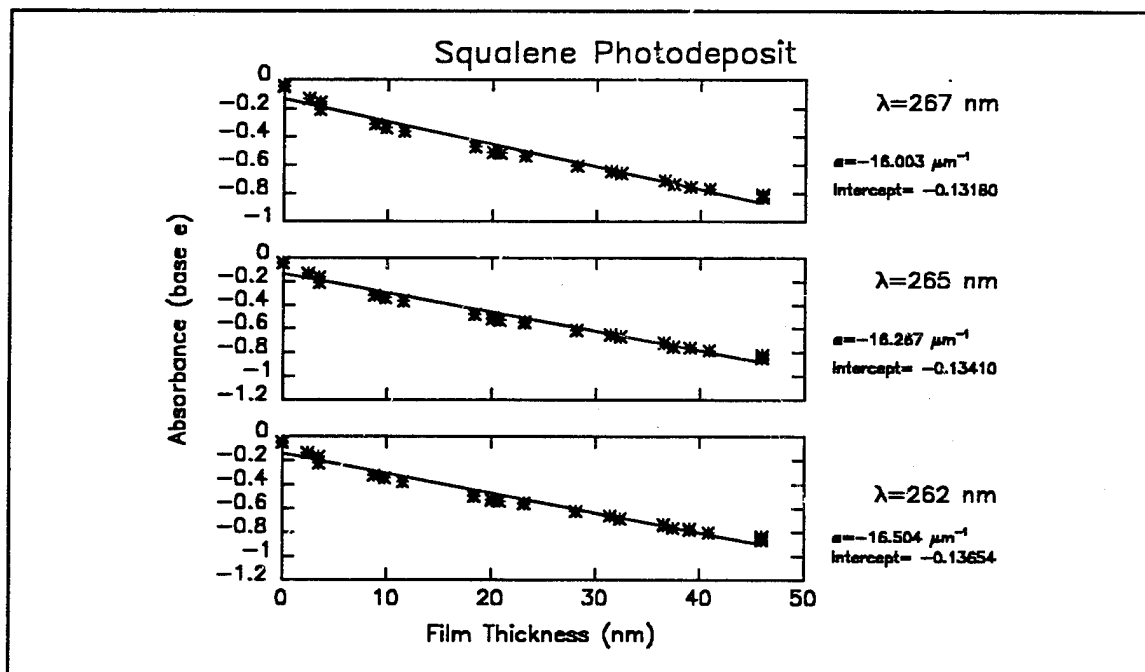 Squalene Photodeposit
0
-0.2
-0.4
-0.6
-0.8
-1
λ=267 nm
α=-16.003 μm⁻¹
Intercept= -0.13180
0
-0.2
-0.4
-0.6
-0.8
-1
-1.2
λ=265 nm
α=-16.267 μm⁻¹
Intercept= -0.13410
0
-0.2
-0.4
-0.6
-0.8
-1
-1.2
λ=262 nm
α=-16.504 μm⁻¹
Intercept= -0.13654
Absorbance (base e)
0 10 20 30 40 50
Film Thickness (nm)